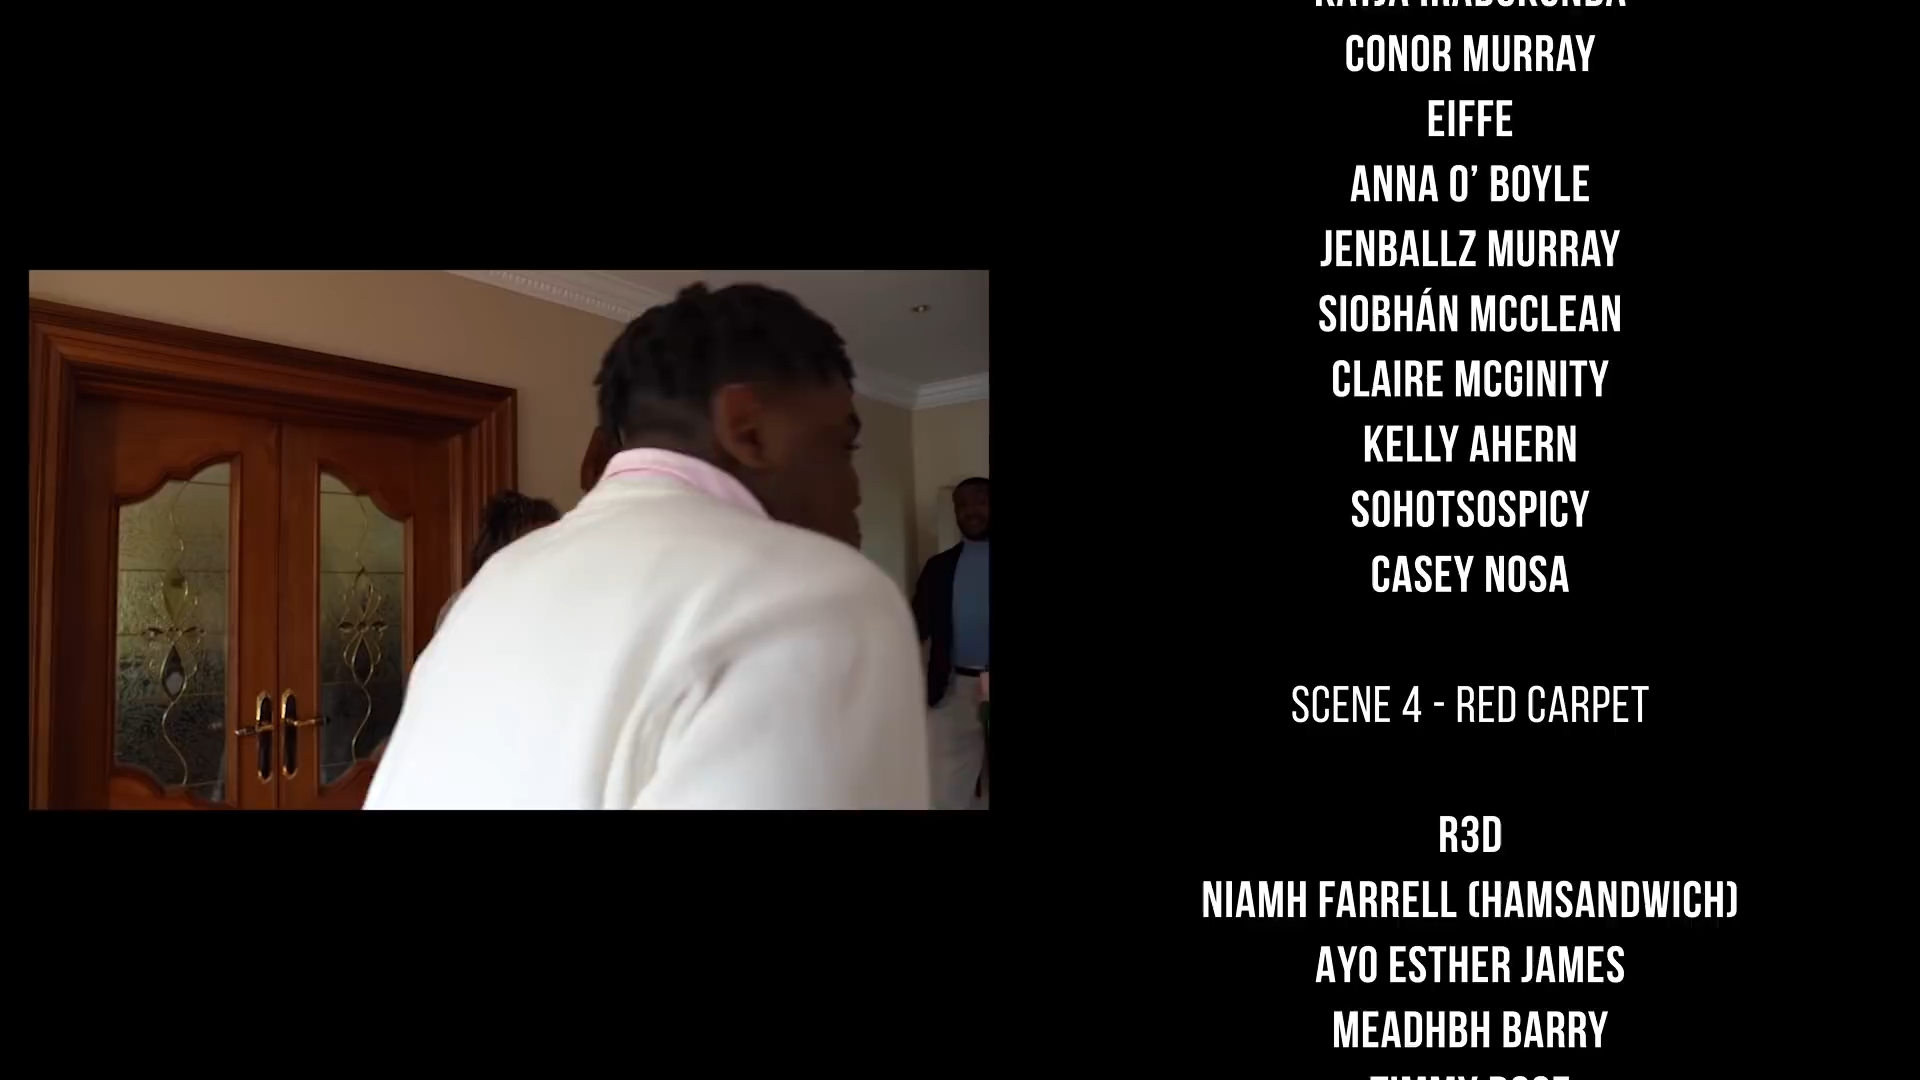 CONOR MURRAY
EIFFE
ANNA O’ BOYLE
JENBALLZ MURRAY
SIOBHÁN MCCLEAN
CLAIRE MCGINITY
KELLY AHERN
SOHOTSOSPICY
CASEY NOSA
SCENE 4 - RED CARPET
R3D
NIAMH FARRELL (HAMSANDWICH)
AYO ESTHER JAMES
MEADHBH BARRY